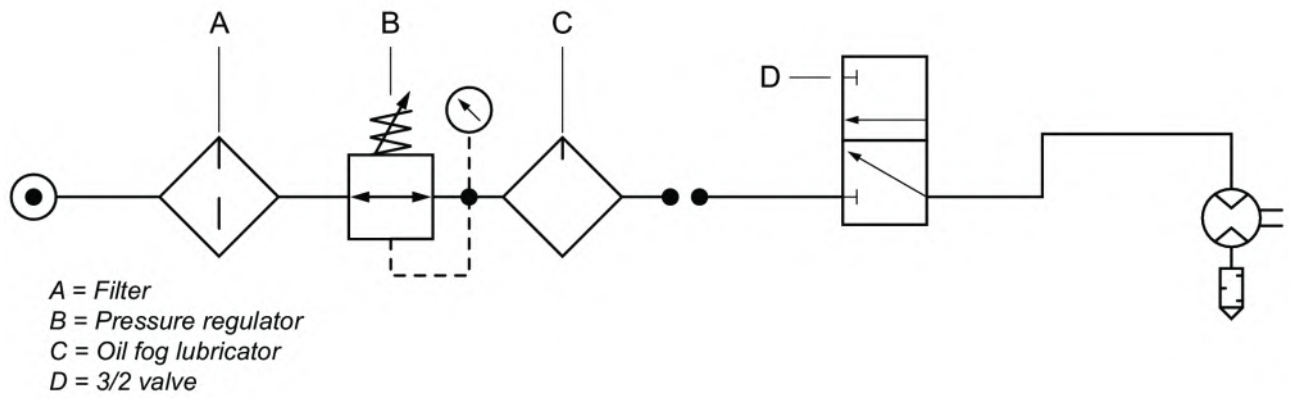 A
B
C
D
A = Filter
B = Pressure regulator
C = Oil fog lubricator
D = 3/2 valve